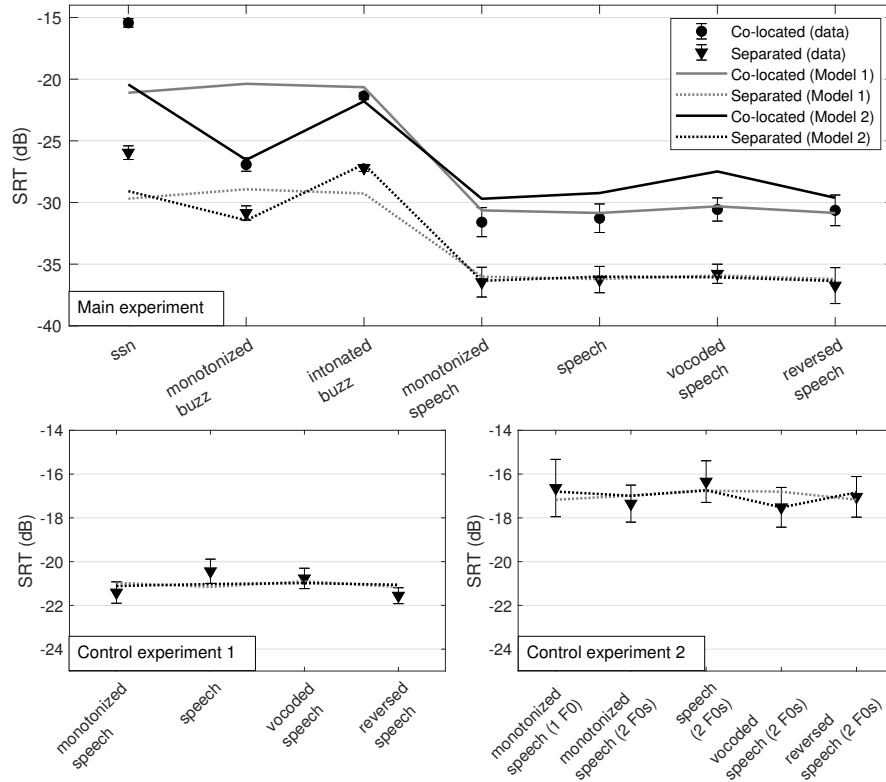 -15
-20
-25
-30
-35
-40
SRT (dB)
Co-located (data)
Separated (data)
Co-located (Model 1)
Separated (Model 1)
Co-located (Model 2)
Separated (Model 2)
Main experiment
ssn
monotonized
buzz
intonated
buzz
monotonized
speech
speech
vocoded
speech
reversed
speech
-14
-16
-18
-20
-22
-24
SRT (dB)
Control experiment 1
monotonized
speech
speech
vocoded
speech
reversed
speech
-14
-16
-18
-20
-22
-24
SRT (dB)
Control experiment 2
monotonized
speech (1 F0)
monotonized
speech (2 F0s)
speech
(2 F0s)
vocoded
speech (2 F0s)
reversed
speech (2 F0s)